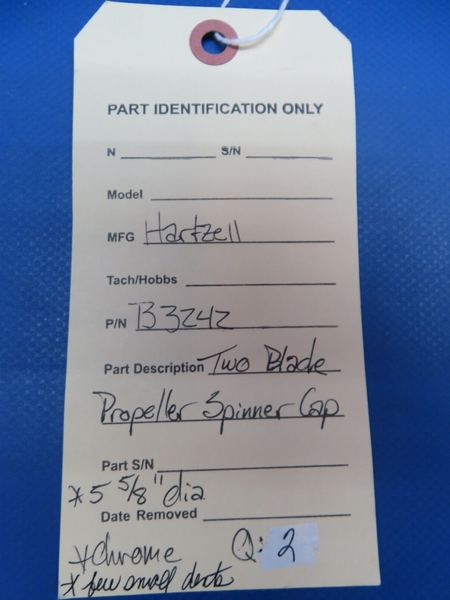 PART IDENTIFICATION ONLY
N S/N
Model
MFG Hartzell
Tach/Hobbs
P/N B3242
Part Description Two Blade
Propeller Spinner Cap
Part S/N
* 5 5/8" dia
Date Removed
* chrome Q: 2
* few small dents